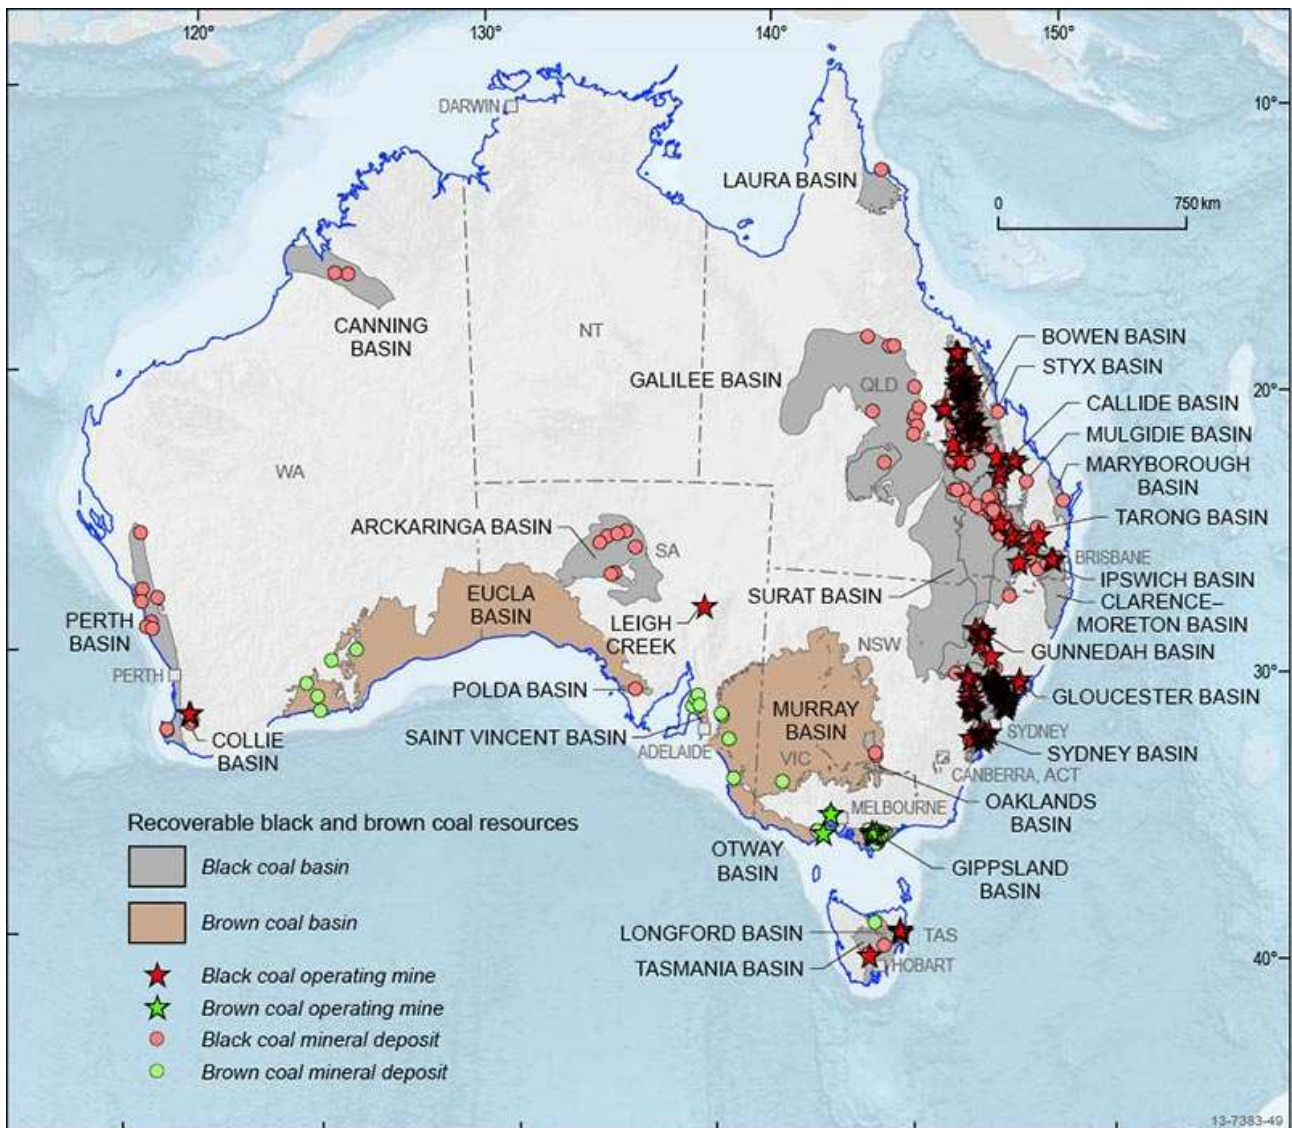 120°
130°
140°
150°
DARWIN
10°
LAURA BASIN
0
750 km
CANNING
BASIN
NT
BOWEN BASIN
STYX BASIN
GALILEE BASIN
QLD
20°
CALLIDE BASIN
MULGIDIE BASIN
MARYBOROUGH
BASIN
WA
TARONG BASIN
ARCKARINGA BASIN
SA
BRISBANE
IPSWICH BASIN
EUCLA
BASIN
SURAT BASIN
CLARENCE–
MORETON BASIN
PERTH
BASIN
LEIGH
CREEK
NSW
GUNNEDAH BASIN
PERTH
30°
POLDA BASIN
GLOUCESTER BASIN
MURRAY
BASIN
SAINT VINCENT BASIN
SYDNEY
COLLIE
BASIN
ADELAIDE
SYDNEY BASIN
VIC
CANBERRA, ACT
OAKLANDS
BASIN
MELBOURNE
Recoverable black and brown coal resources
OTWAY
BASIN
GIPPSLAND
BASIN
Black coal basin
Brown coal basin
LONGFORD BASIN
TAS
TASMANIA BASIN
HOBART
40°
Black coal operating mine
Brown coal operating mine
Black coal mineral deposit
Brown coal mineral deposit
13-7383-49